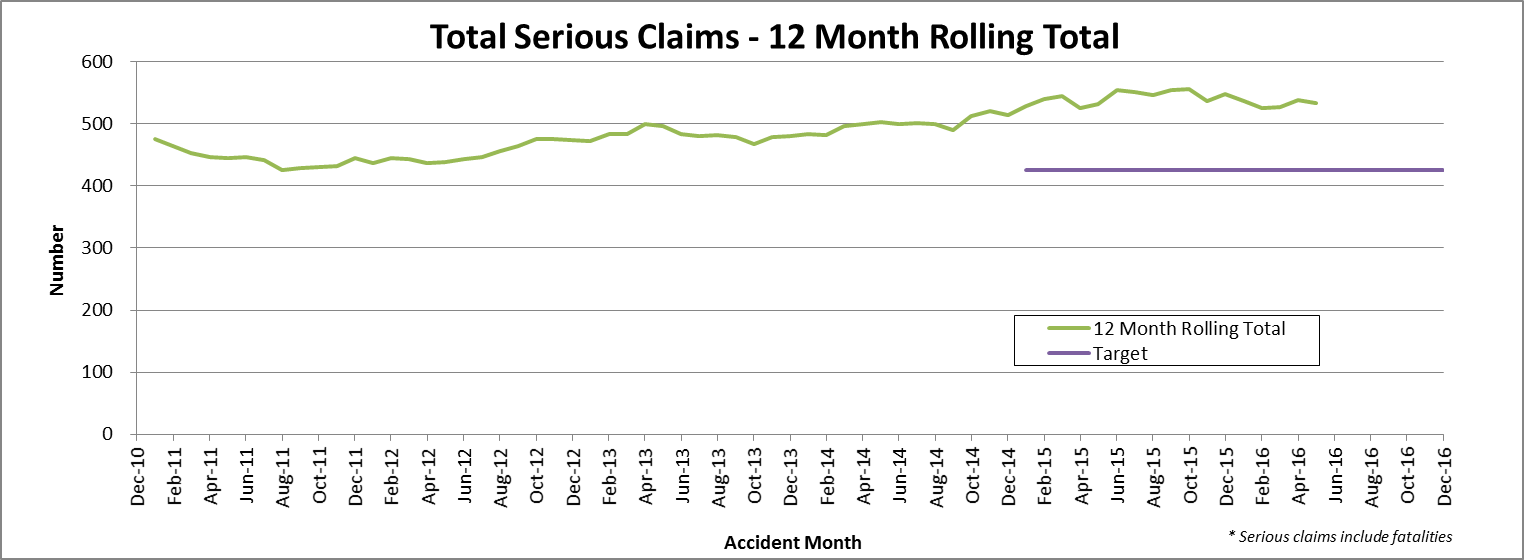 Total Serious Claims - 12 Month Rolling Total
600
500
400
300
200
100
0
Number
12 Month Rolling Total
Target
Dec-10
Feb-11
Apr-11
Jun-11
Aug-11
Oct-11
Dec-11
Feb-12
Apr-12
Jun-12
Aug-12
Oct-12
Dec-12
Feb-13
Apr-13
Jun-13
Aug-13
Oct-13
Dec-13
Feb-14
Apr-14
Jun-14
Aug-14
Oct-14
Dec-14
Feb-15
Apr-15
Jun-15
Aug-15
Oct-15
Dec-15
Feb-16
Apr-16
Jun-16
Aug-16
Oct-16
Dec-16
Accident Month
* Serious claims include fatalities